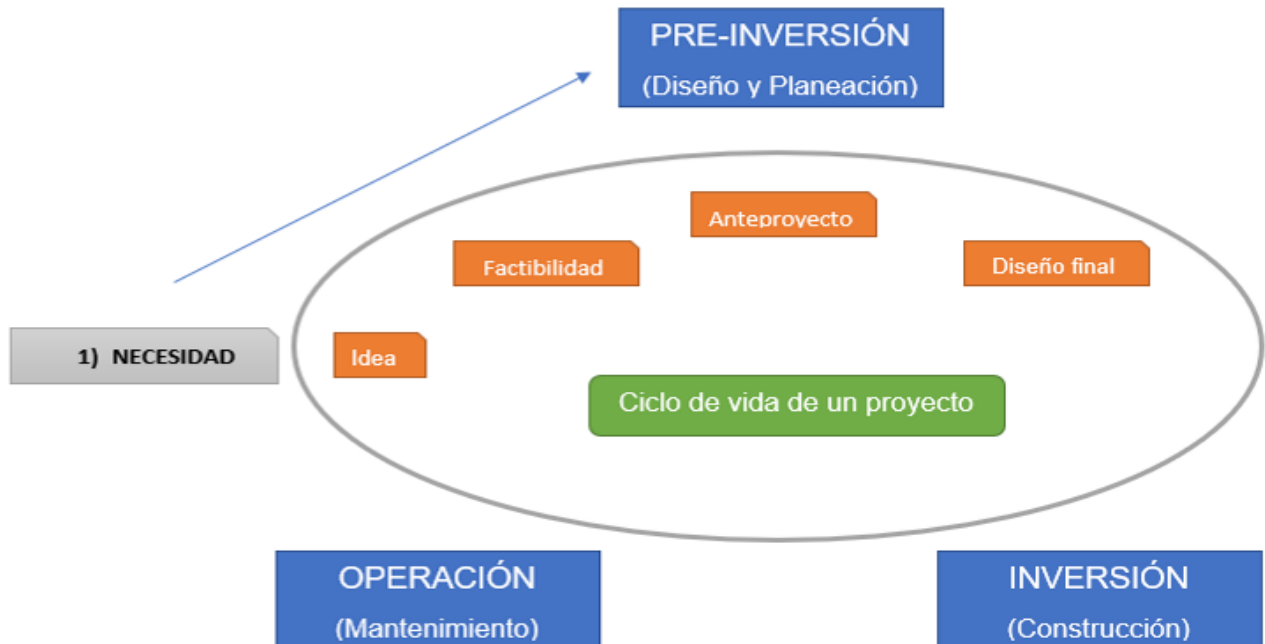 PRE-INVERSIÓN
(Diseño y Planeación)
Anteproyecto
Factibilidad
Diseño final
1) NECESIDAD
Idea
Ciclo de vida de un proyecto
OPERACIÓN
(Mantenimiento)
INVERSIÓN
(Construcción)